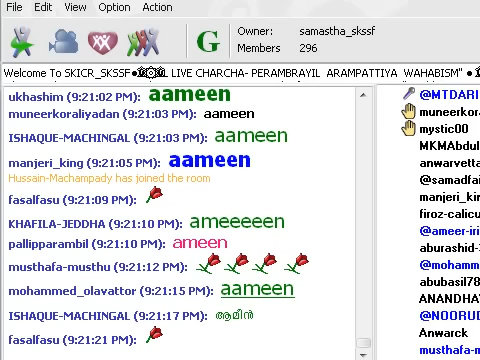 File Edit View Option Action
G
Owner: samastha_skssf
Members 296
Welcome To SKICR_SSKF● LIVE CHARCHA- PERAMBRAYIL ARAMPATTIYA WAHABISM" ●
ukhashim (9:21:02 PM): aameen
muneerkoraliyadan (9:21:03 PM): aameen
ISHAQUE-MACHINGAL (9:21:03 PM): aameen
manjeri_king (9:21:05 PM): aameen
Hussain-Machampady has joined the room
fasalfasu (9:21:09 PM):
KHAFILA-JEDDHA (9:21:10 PM): ameeeeen
pallipparambil (9:21:10 PM): ameen
musthafa-musthu (9:21:12 PM):
mohammed_olavattor (9:21:15 PM): aameen
ISHAQUE-MACHINGAL (9:21:17 PM): ആമീൻ
fasalfasu (9:21:21 PM):
@MTDARI
muneerkora
mystic00
MKMAbdul
anwarvetta
@samadfai
manjeri_kin
firoz-calicu
@ameer-iri
aburashid-3
@mohamm
abubasil78
ANANDHA
@NOORUD
Anwarck
musthafa-m